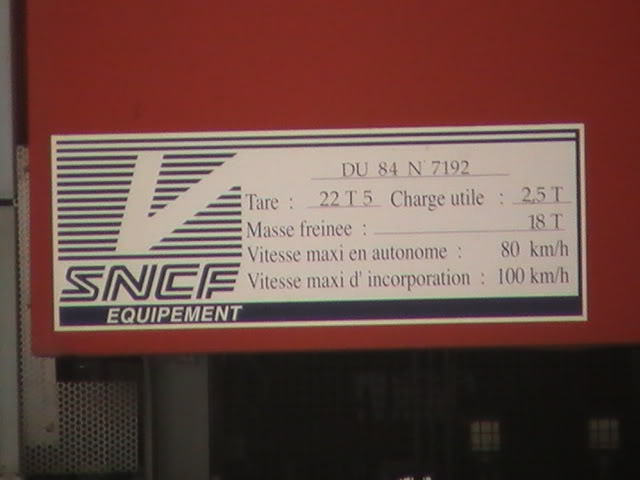 DU 84 N° 7192
Tare : 22 T 5 Charge utile : 2,5 T
Masse freinee : 18 T
Vitesse maxi en autonome : 80 km/h
Vitesse maxi d' incorporation : 100 km/h
V
SNCF
EQUIPEMENT